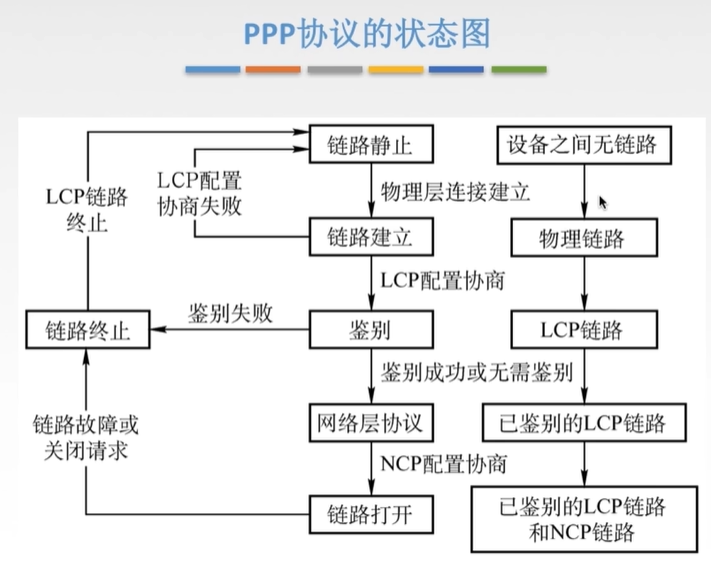 PPP协议的状态图
链路静止
设备之间无链路
LCP配置
协商失败
LCP链路
终止
物理层连接建立
链路建立
物理链路
LCP配置协商
鉴别失败
链路终止
鉴别
LCP链路
鉴别成功或无需鉴别
网络层协议
已鉴别的LCP链路
链路故障或
关闭请求
NCP配置协商
链路打开
已鉴别的LCP链路
和NCP链路